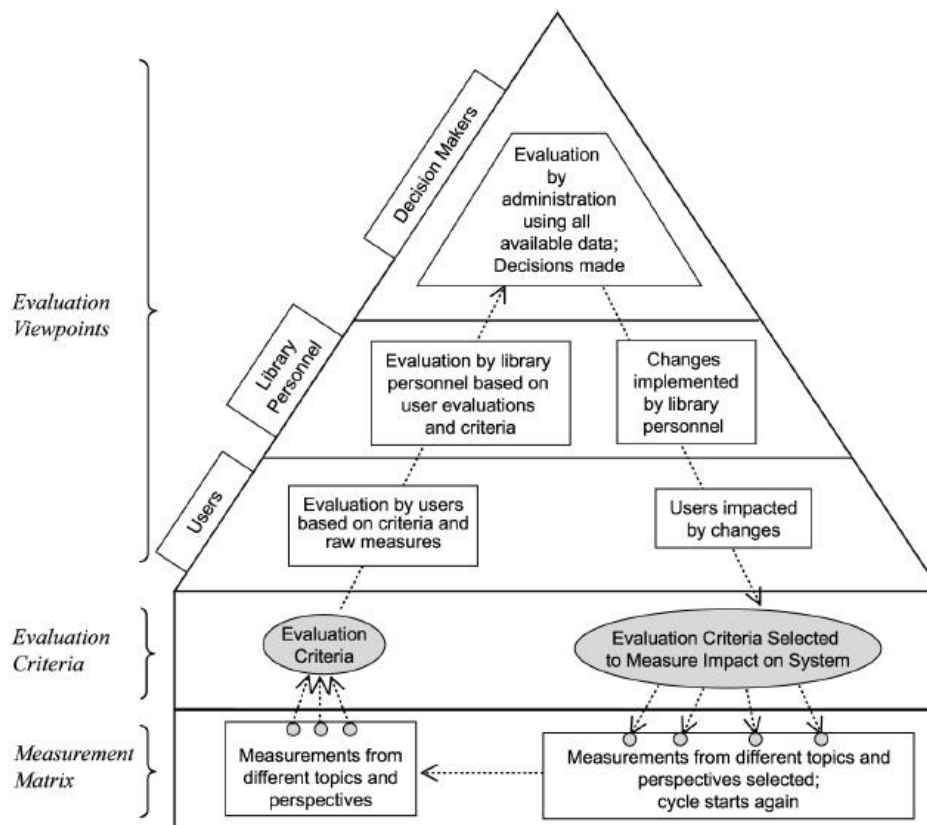 Decision Makers
Evaluation
by
administration
using all
available data;
Decisions made
Evaluation
Viewpoints
Library
Personnel
Evaluation by library
personnel based on
user evaluations
and criteria
Changes
implemented
by library
personnel
Users
Evaluation by users
based on criteria and
raw measures
Users impacted
by changes
Evaluation
Criteria
Evaluation
Criteria
Evaluation Criteria Selected
to Measure Impact on System
Measurement
Matrix
Measurements from
different topics and
perspectives
Measurements from different topics and
perspectives selected;
cycle starts again